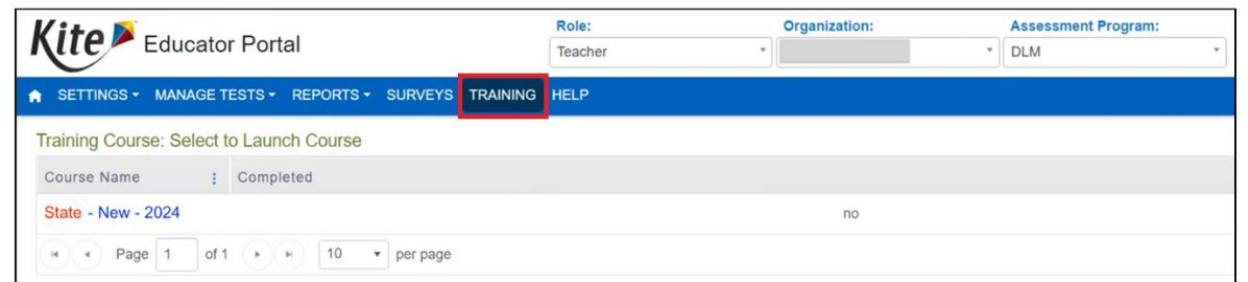 Kite Educator Portal
Role: Organization: Assessment Program:
Teacher DLM
SETTINGS MANAGE TESTS REPORTS SURVEYS TRAINING HELP
Training Course: Select to Launch Course
Course Name Completed
State - New - 2024 no
Page 1 of 1 10 per page